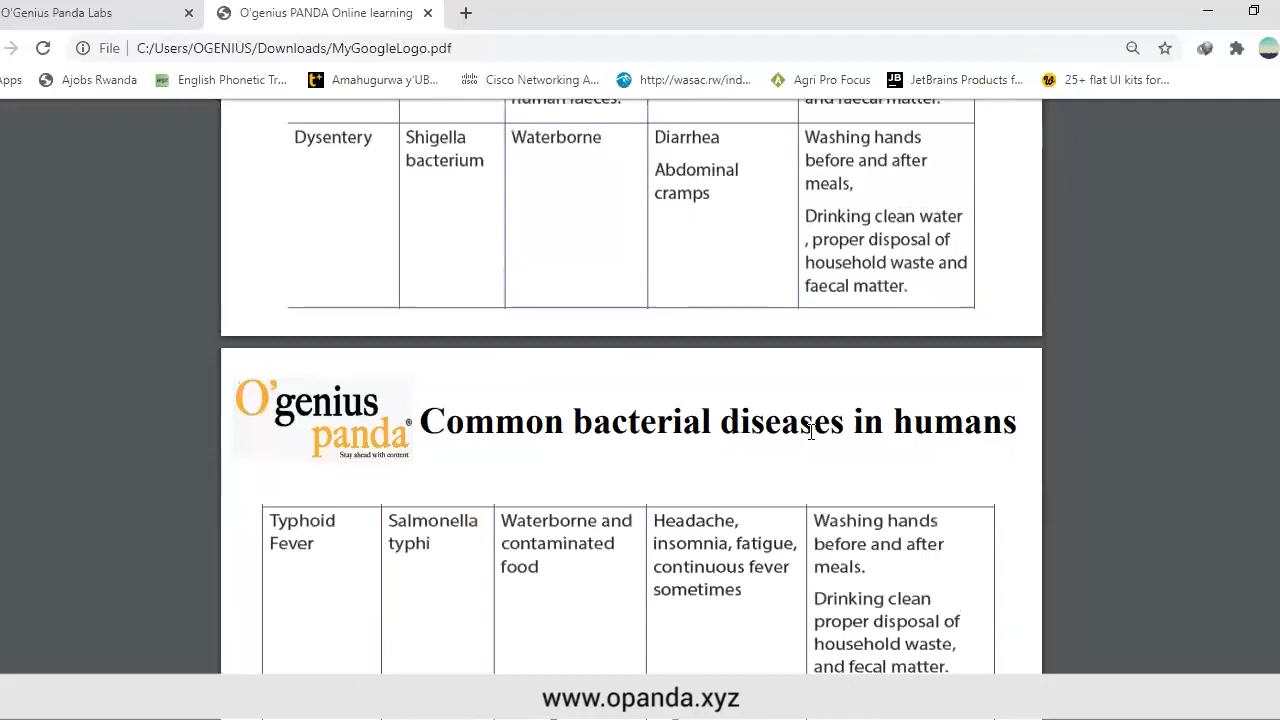 O'Genius Panda Labs
O'genius PANDA Online learning
File
C:/Users/OGENIUS/Downloads/MyGoogleLogo.pdf
Apps
Ajobs Rwanda
English Phonetic Tr...
Amahugurwa y'UB...
Cisco Networking A...
http://wasac.rw/ind...
Agri Pro Focus
JetBrains Products f...
25+ flat UI kits for...
human faeces.
and faecal matter.
Dysentery
Shigella
bacterium
Waterborne
Diarrhea
Abdominal
cramps
Washing hands
before and after
meals,
Drinking clean water
, proper disposal of
household waste and
faecal matter.
O'genius
panda®
Stay ahead with content
Common bacterial diseases in humans
Typhoid
Fever
Salmonella
typhi
Waterborne and
contaminated
food
Headache,
insomnia, fatigue,
continuous fever
sometimes
Washing hands
before and after
meals.
Drinking clean
proper disposal of
household waste,
and fecal matter.
www.opanda.xyz